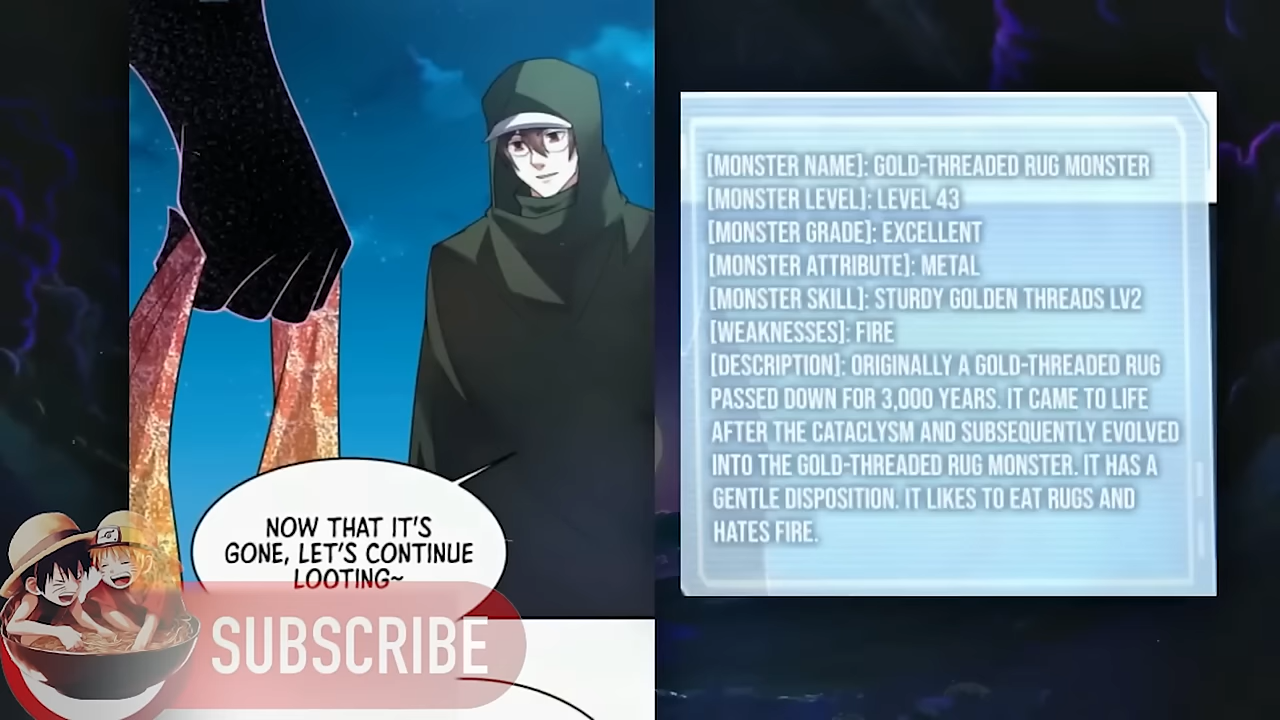 NOW THAT IT'S
GONE, LET'S CONTINUE
LOOTING~
SUBSCRIBE
[MONSTER NAME]: GOLD-THREADED RUG MONSTER
[MONSTER LEVEL]: LEVEL 43
[MONSTER GRADE]: EXCELLENT
[MONSTER ATTRIBUTE]: METAL
[MONSTER SKILL]: STURDY GOLDEN THREADS LV2
[WEAKNESSES]: FIRE
[DESCRIPTION]: ORIGINALLY A GOLD-THREADED RUG
PASSED DOWN FOR 3,000 YEARS. IT CAME TO LIFE
AFTER THE CATACLYSM AND SUBSEQUENTLY EVOLVED
INTO THE GOLD-THREADED RUG MONSTER. IT HAS A
GENTLE DISPOSITION. IT LIKES TO EAT RUGS AND
HATES FIRE.